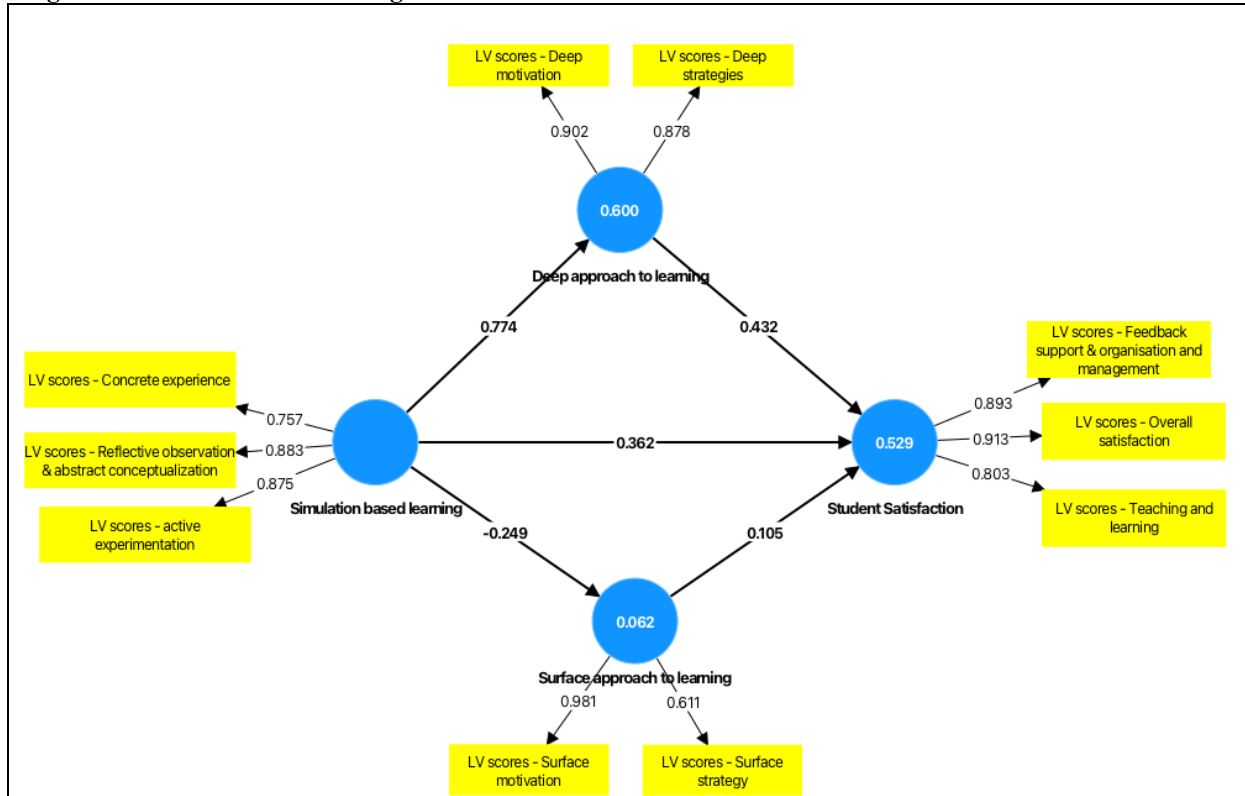 LV scores - Deep
motivation
LV scores - Deep
strategies
0.902
0.878
0.600
Deep approach to learning
0.774
0.432
LV scores - Concrete experience
0.757
LV scores - Reflective observation
& abstract conceptualization
0.883
LV scores - active
experimentation
0.875
Simulation based learning
0.362
-0.249
0.105
0.529
Student Satisfaction
LV scores - Feedback
support & organisation and
management
0.893
LV scores - Overall
satisfaction
0.913
LV scores - Teaching and
learning
0.803
0.062
Surface approach to learning
0.981
0.611
LV scores - Surface
motivation
LV scores - Surface
strategy